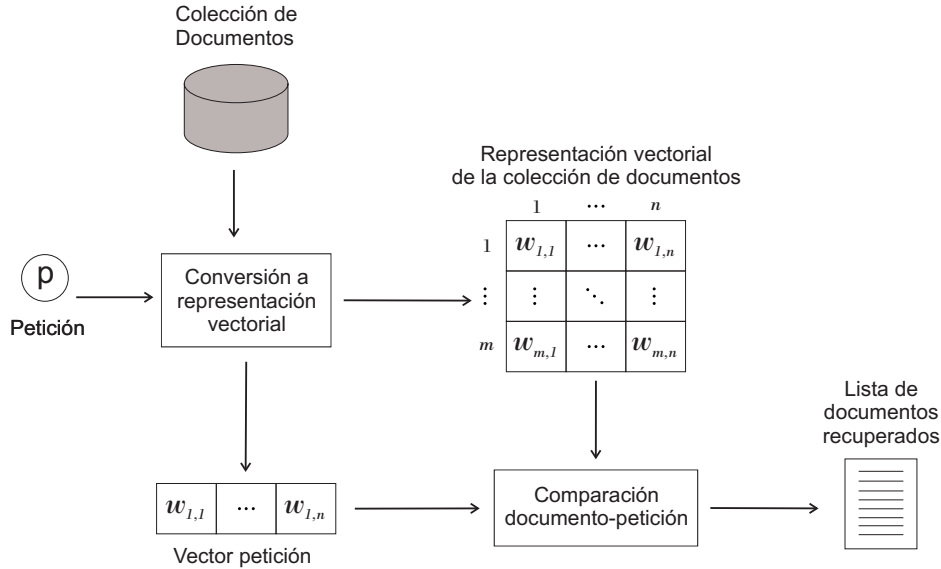 Colección de
Documentos
Representación vectorial
de la colección de documentos
1 ... n
1 w1,1 ... w1,n
⋮ ⋮ ⋱ ⋮
m wm,1 ... wm,n
p
Petición
Conversión a
representación
vectorial
Lista de
documentos
recuperados
w1,1 ... w1,n
Vector petición
Comparación
documento-petición